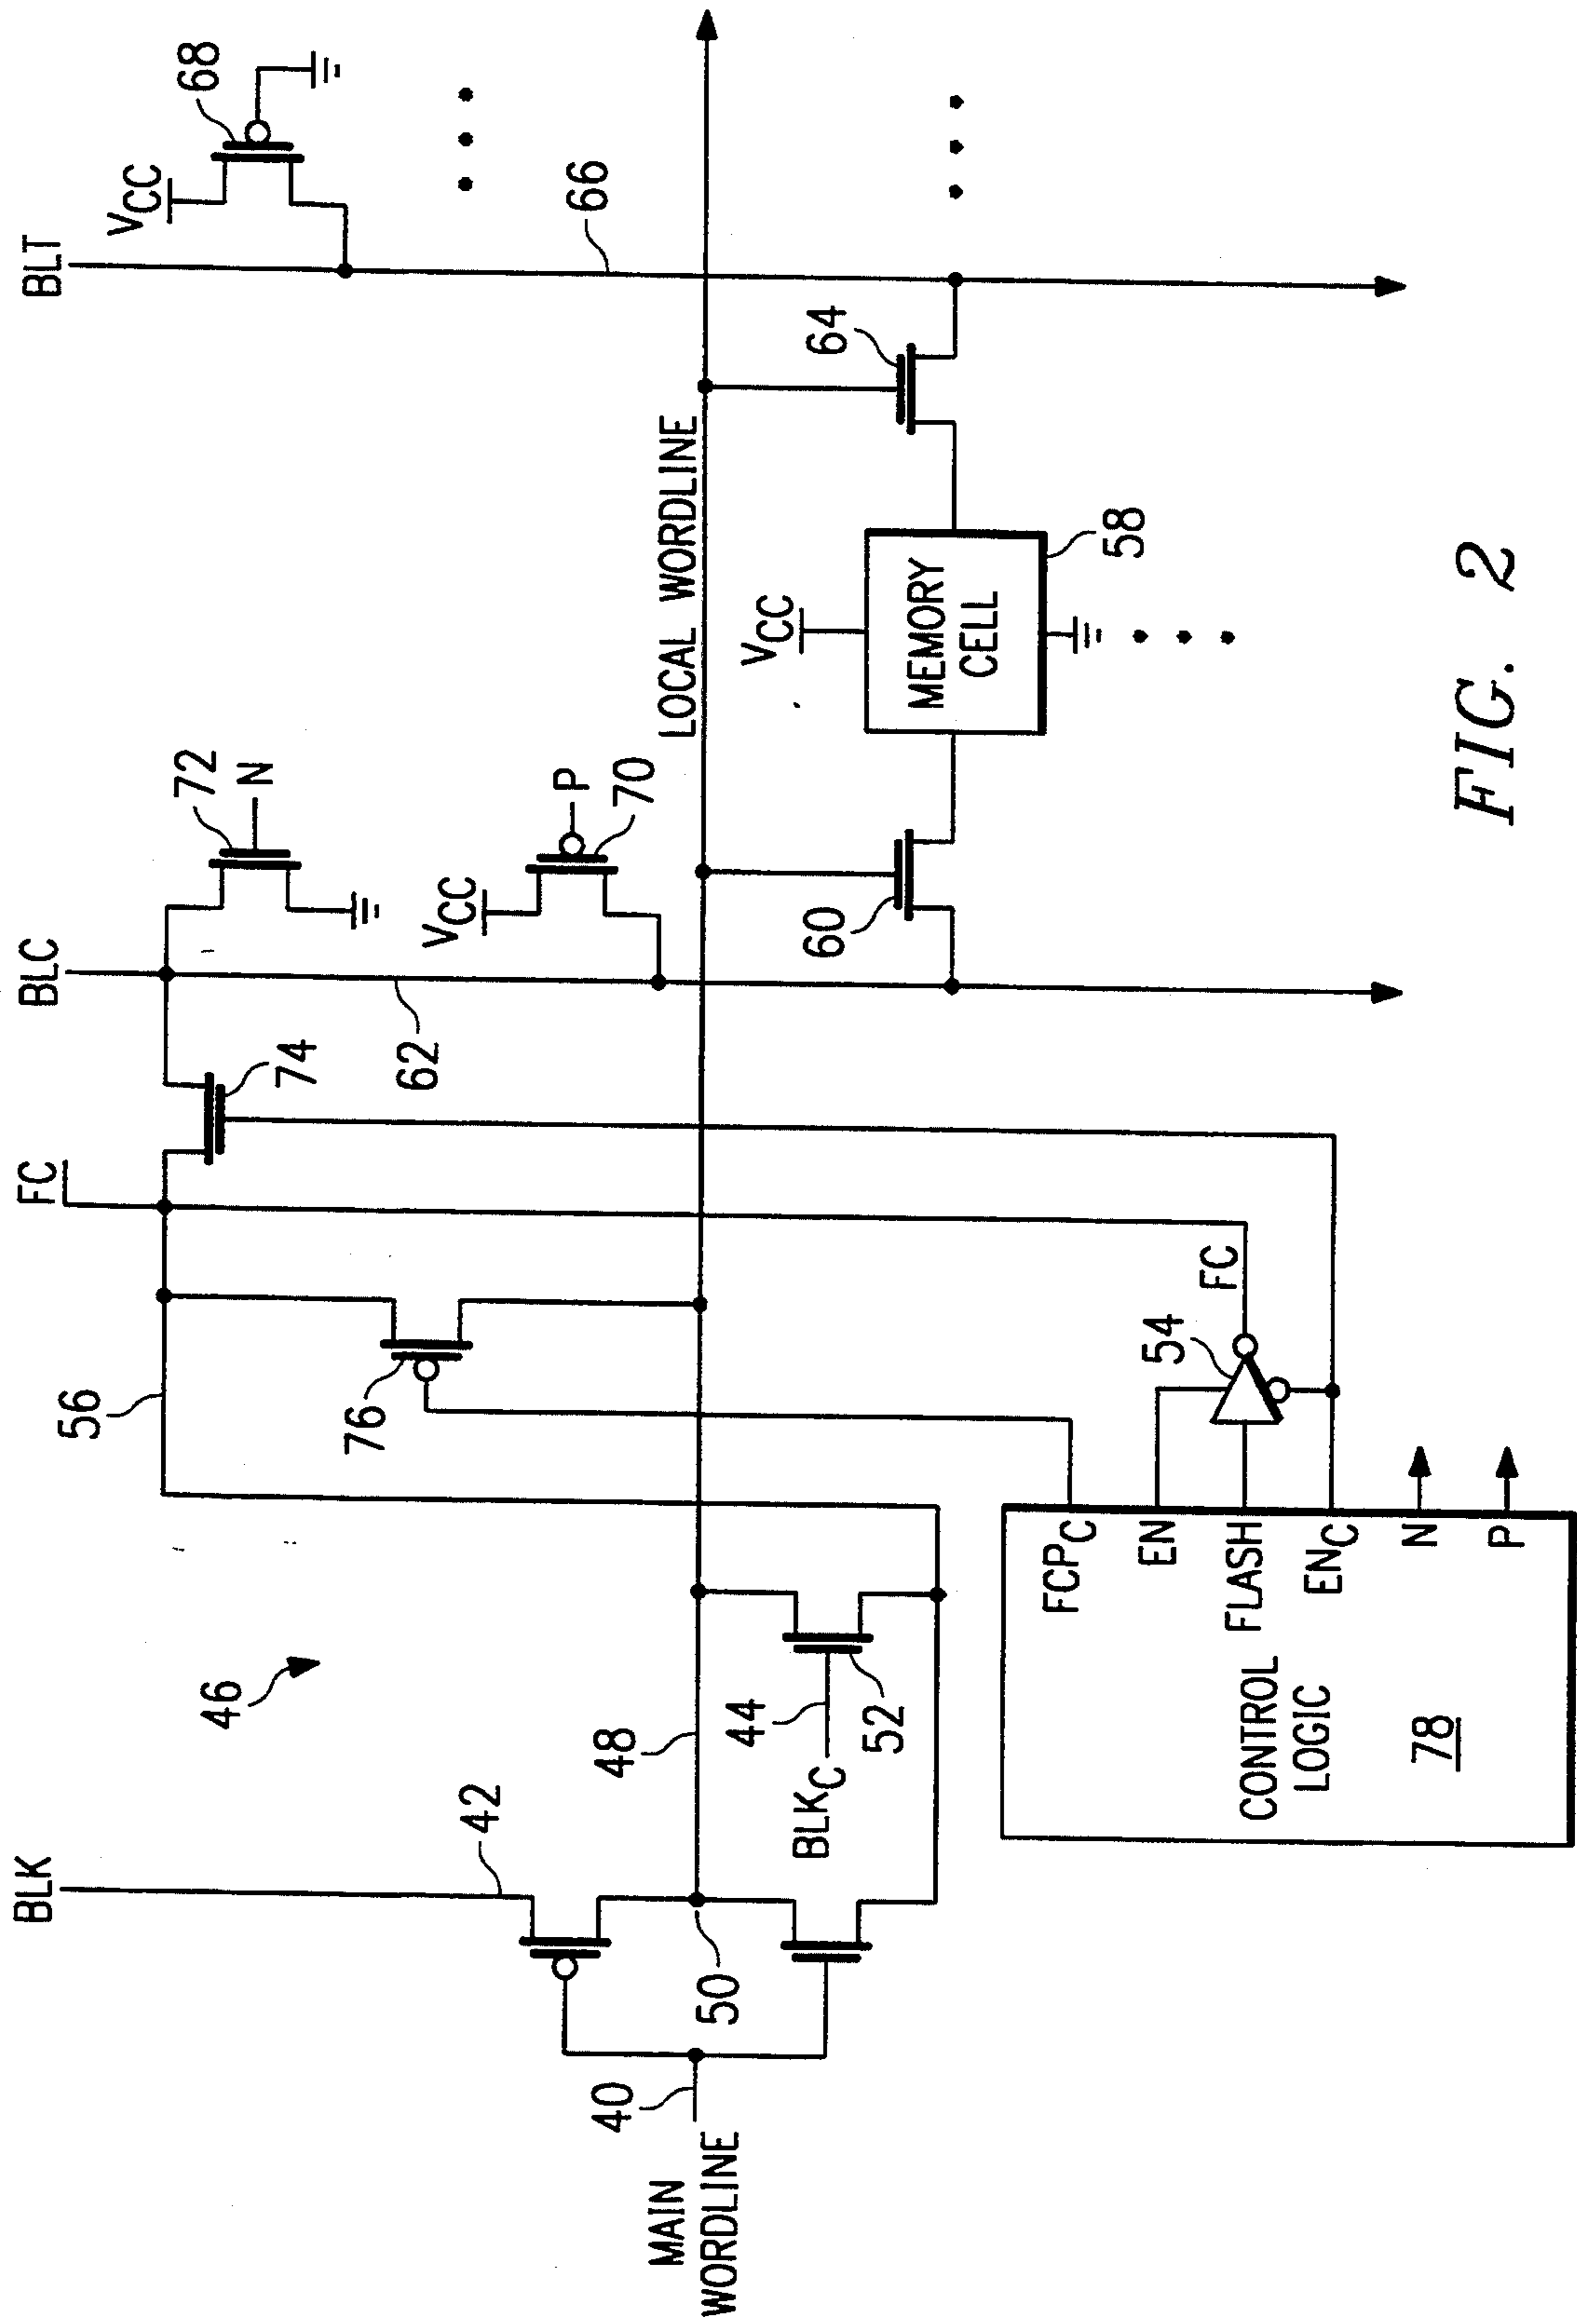 BLK
42
46
56
FC
74
BLC
62
72
N
VCC
P
70
BLT
VCC
68
66
76
MAIN
WORDLINE
40
50
48
LOCAL WORDLINE
BLKC
44
52
60
VCC
MEMORY
CELL
58
64
FCPC
EN
FLASH
ENC
N
P
CONTROL
LOGIC
78
54
FC
FIG. 2